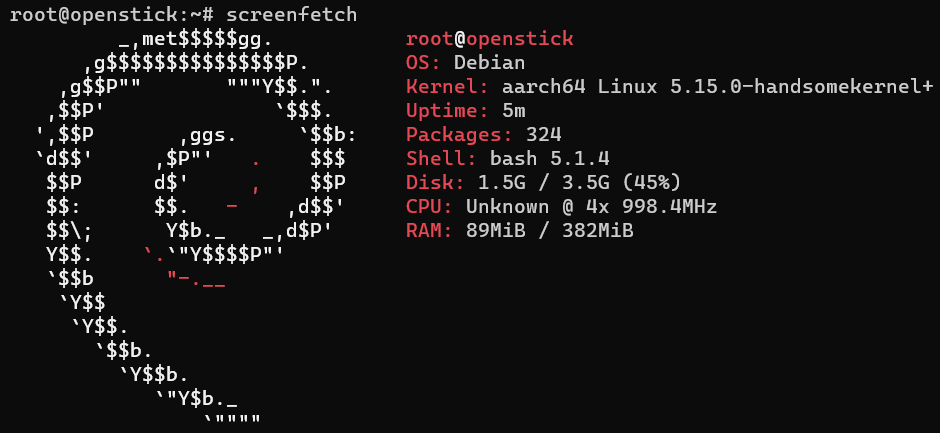 root@openstick:~# screenfetch
         _,met$$$$$gg.           root@openstick
      ,g$$$$$$$$$$$$$$$P.        OS: Debian
    ,g$$P""       """Y$$.".      Kernel: aarch64 Linux 5.15.0-handsomekernel+
   ,$$P'              `$$$.      Uptime: 5m
  ',$$P       ,ggs.     `$$b:    Packages: 324
  `d$$'     ,$P"'   .    $$$     Shell: bash 5.1.4
   $$P      d$'     ,    $$P     Disk: 1.5G / 3.5G (45%)
   $$:      $$.   -    ,d$$'     CPU: Unknown @ 4x 998.4MHz
   $$\;      Y$b._   _,d$P'      RAM: 89MiB / 382MiB
   Y$$.    `.`"Y$$$$P"'
   `$$b      "-.__
    `Y$$
     `Y$$.
       `$$b.
         `Y$$b.
            `"Y$b._
                `""""